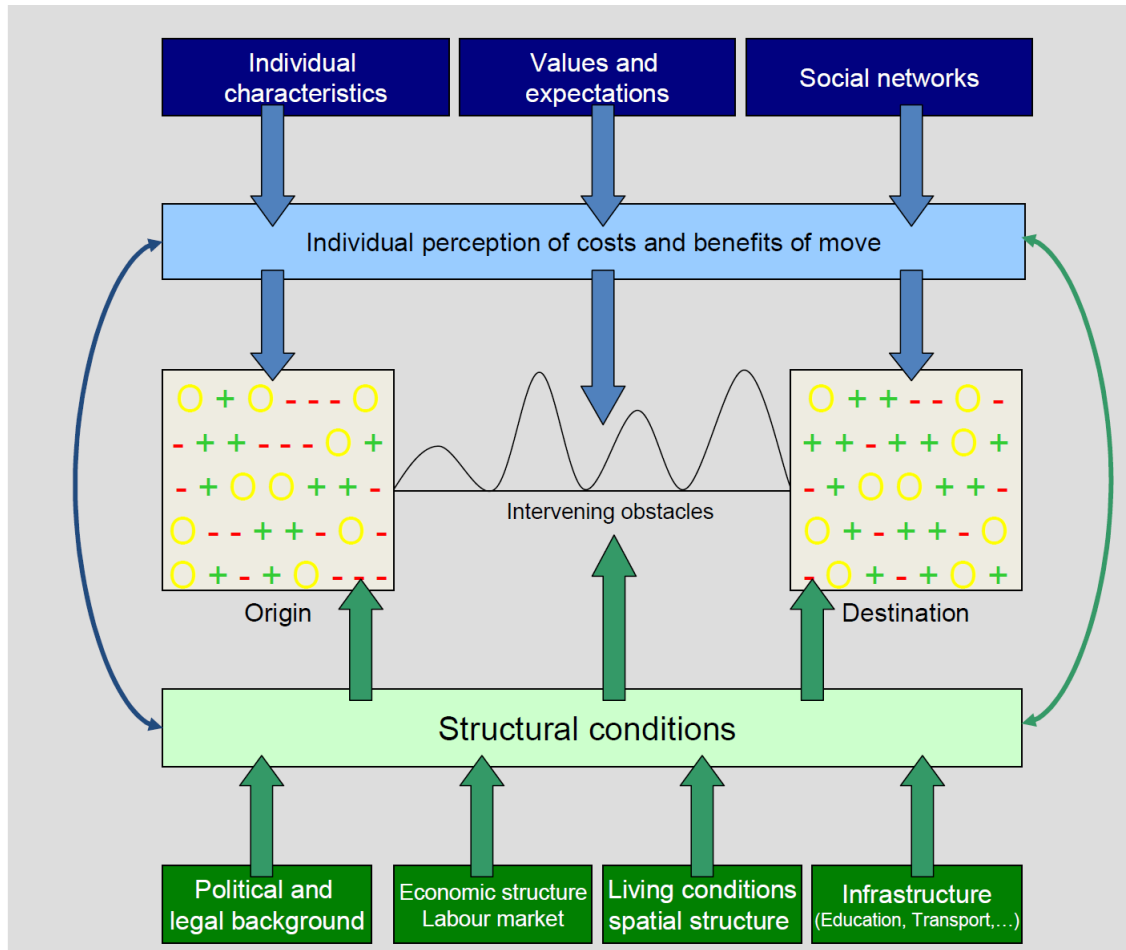 Individual
characteristics
Values and
expectations
Social networks
Individual perception of costs and benefits of move
O + O - - - O
- + + - - - O +
- + O O + + -
O - - + + - O -
O + - + O - - -
O + + - - O -
+ + - + + O +
- + O O + + -
O + - + + - O
- O + - + O +
Intervening obstacles
Origin
Destination
Structural conditions
Political and
legal background
Economic structure
Labour market
Living conditions
spatial structure
Infrastructure
(Education, Transport,…)